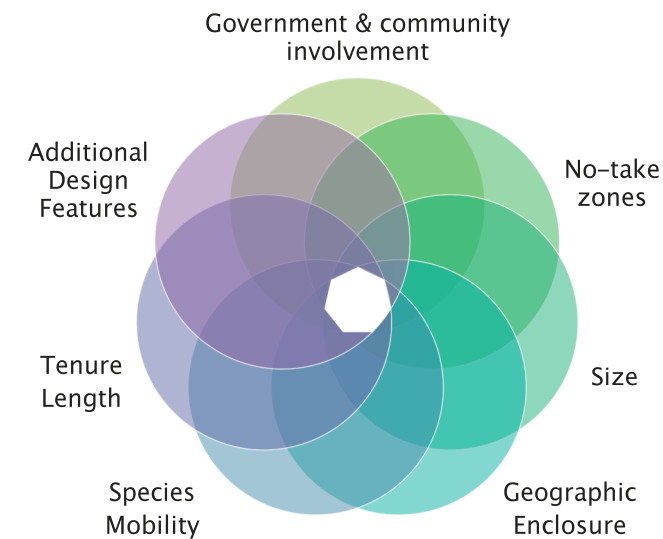 Government & community
involvement
No-take
zones
Size
Geographic
Enclosure
Species
Mobility
Tenure
Length
Additional
Design
Features